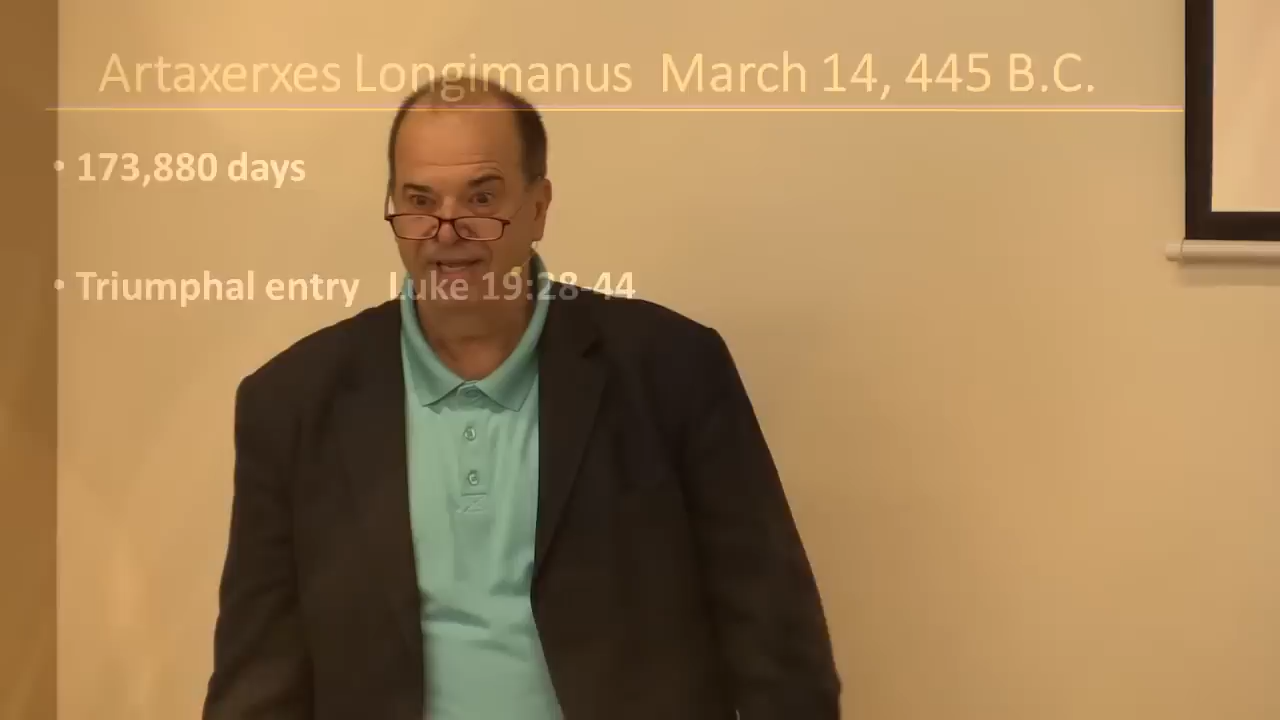 Artaxerxes Longimanus March 14, 445 B.C.
• 173,880 days
• Triumphal entry Luke 19:28-44